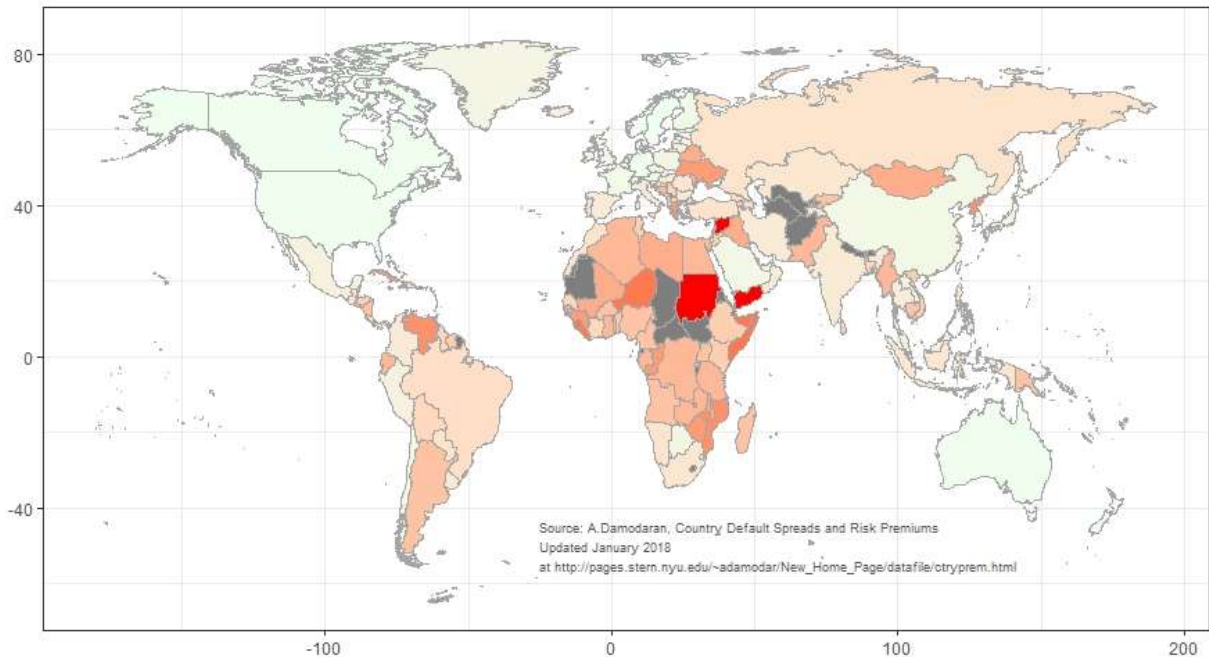 80
40
0
-40
Source: A.Damodaran, Country Default Spreads and Risk Premiums
Updated January 2018
at http://pages.stern.nyu.edu/~adamodar/New_Home_Page/datafile/ctryprem.html
-100
0
100
200